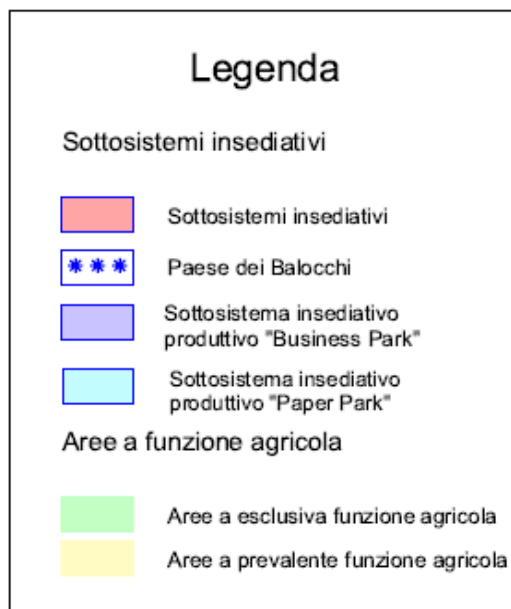 Legenda
Sottosistemi insediativi
Sottosistemi insediativi
Paese dei Balocchi
Sottosistema insediativo
produttivo "Business Park"
Sottosistema insediativo
produttivo "Paper Park"
Aree a funzione agricola
Aree a esclusiva funzione agricola
Aree a prevalente funzione agricola